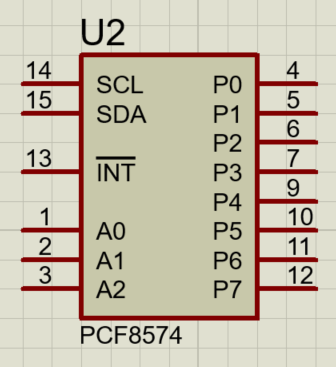 U2
14 SCL P0 4
15 SDA P1 5
P2 6
13 INT P3 7
P4 9
1 A0 P5 10
2 A1 P6 11
3 A2 P7 12
PCF8574